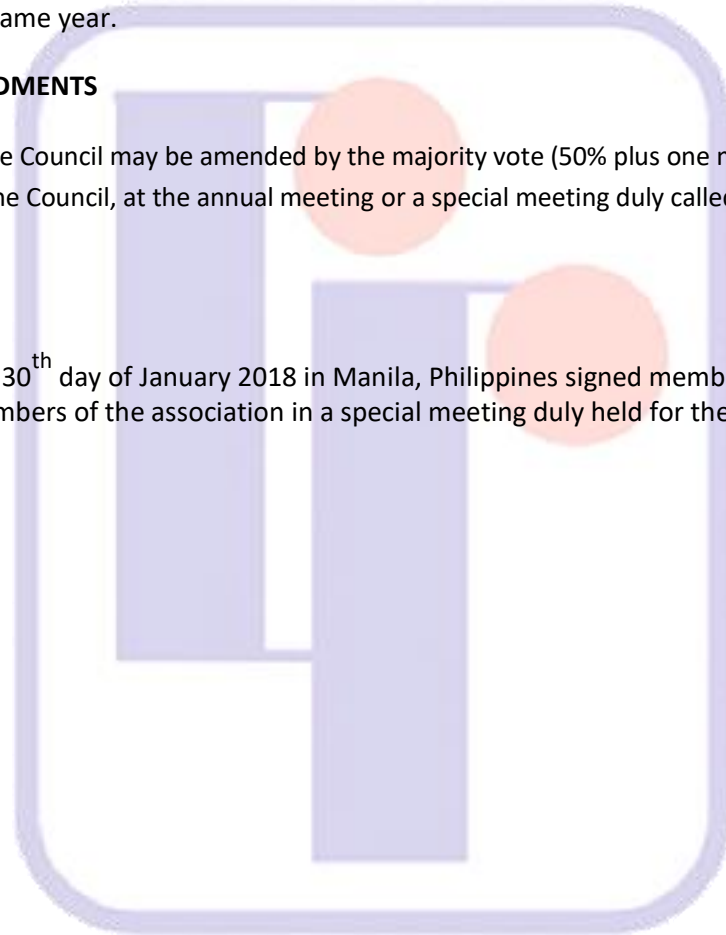 ame year.
DMENTS
e Council may be amended by the majority vote (50% plus one
he Council, at the annual meeting or a special meeting duly called
30th day of January 2018 in Manila, Philippines signed memb
mbers of the association in a special meeting duly held for the